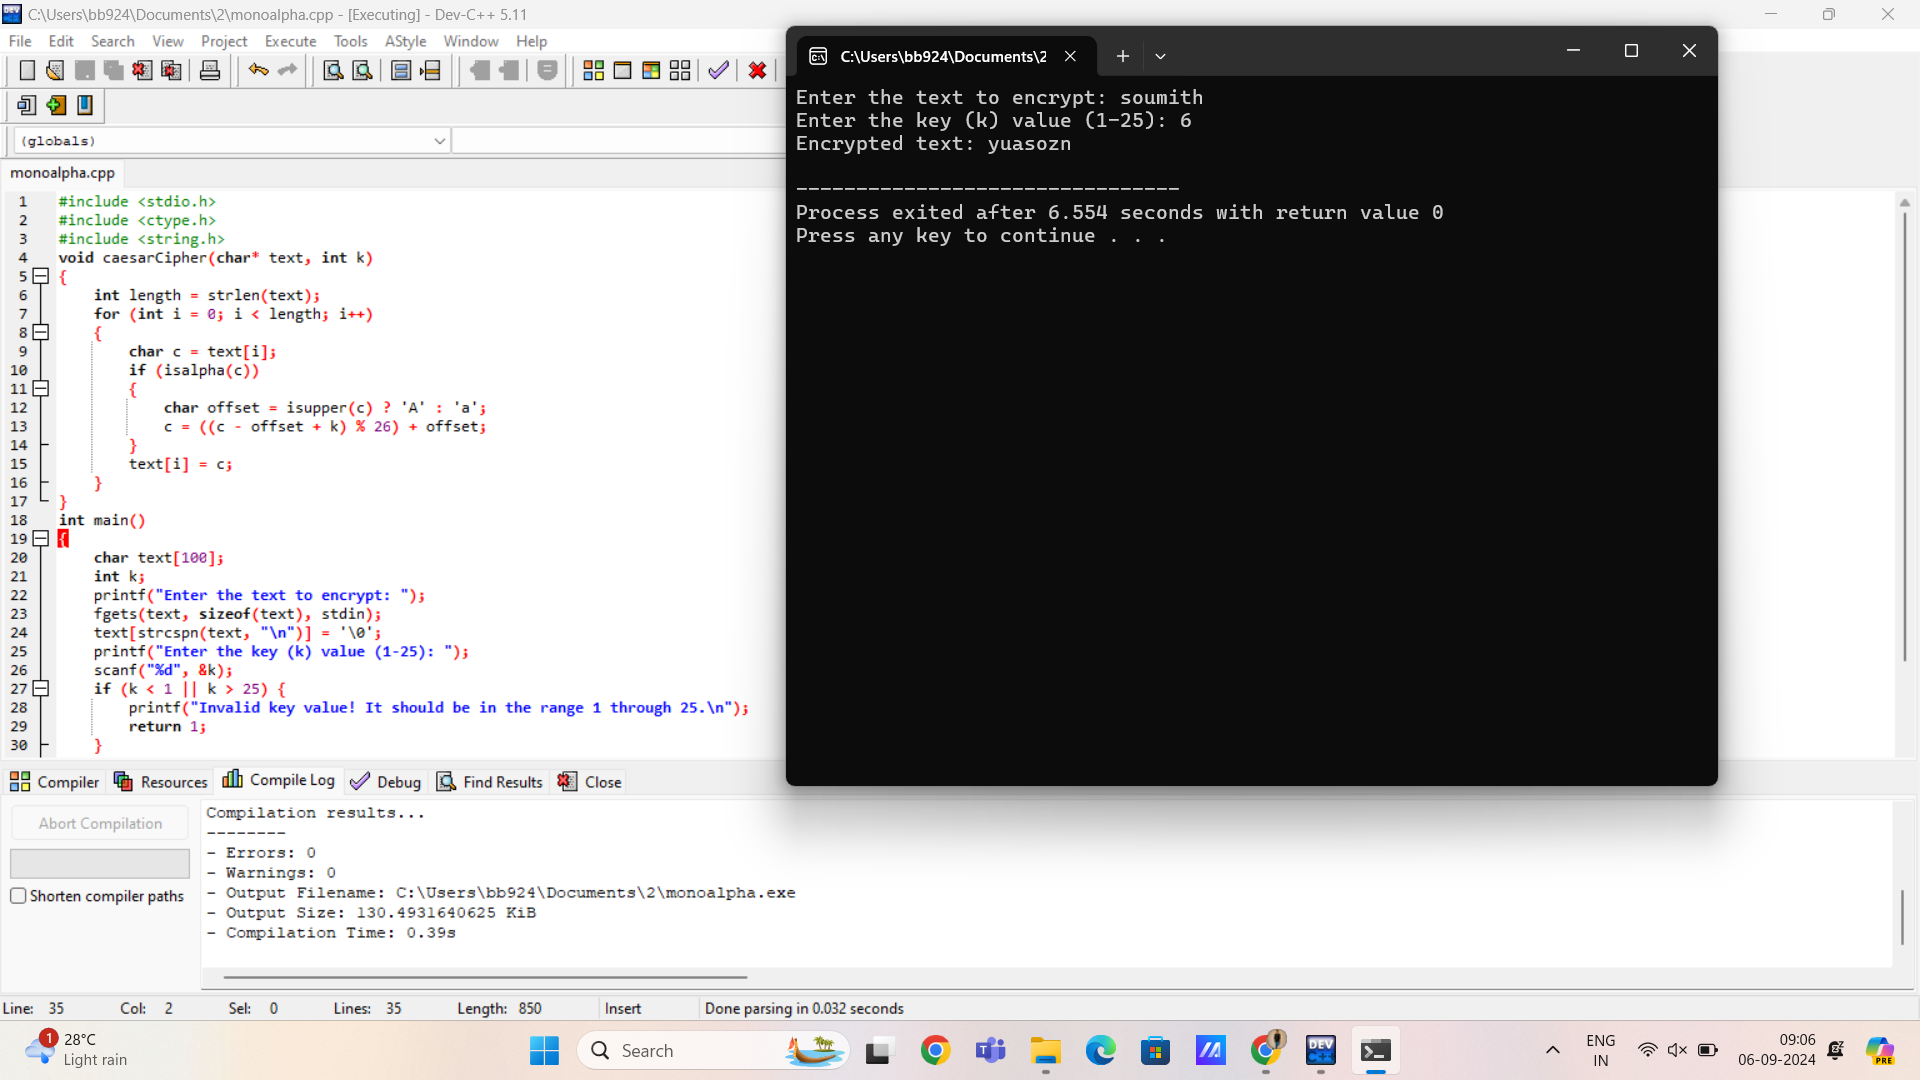 C:\Users\bb924\Documents\2\monoalpha.cpp - [Executing] - Dev-C++ 5.11
File Edit Search View Project Execute Tools AStyle Window Help
(globals)
monoalpha.cpp
1 #include <stdio.h>
2 #include <ctype.h>
3 #include <string.h>
4 void caesarCipher(char* text, int k)
5 {
6 int length = strlen(text);
7 for (int i = 0; i < length; i++)
8 {
9 char c = text[i];
10 if (isalpha(c))
11 {
12 char offset = isupper(c) ? 'A' : 'a';
13 c = ((c - offset + k) % 26) + offset;
14 }
15 text[i] = c;
16 }
17 }
18 int main()
19 {
20 char text[100];
21 int k;
22 printf("Enter the text to encrypt: ");
23 fgets(text, sizeof(text), stdin);
24 text[strcspn(text, "\n")] = '\0';
25 printf("Enter the key (k) value (1-25): ");
26 scanf("%d", &k);
27 if (k < 1 || k > 25) {
28 printf("Invalid key value! It should be in the range 1 through 25.\n");
29 return 1;
30 }
C:\Users\bb924\Documents\2
Enter the text to encrypt: soumith
Enter the key (k) value (1-25): 6
Encrypted text: yuasozn
--------------------------------
Process exited after 6.554 seconds with return value 0
Press any key to continue . . .
Compiler Resources Compile Log Debug Find Results Close
Abort Compilation
Shorten compiler paths
Compilation results...
--------
- Errors: 0
- Warnings: 0
- Output Filename: C:\Users\bb924\Documents\2\monoalpha.exe
- Output Size: 130.4931640625 KiB
- Compilation Time: 0.39s
Line: 35 Col: 2 Sel: 0 Lines: 35 Length: 850 Insert Done parsing in 0.032 seconds
1
28°C
Light rain
Search
DEV
ENG
IN
09:06
06-09-2024
PRE